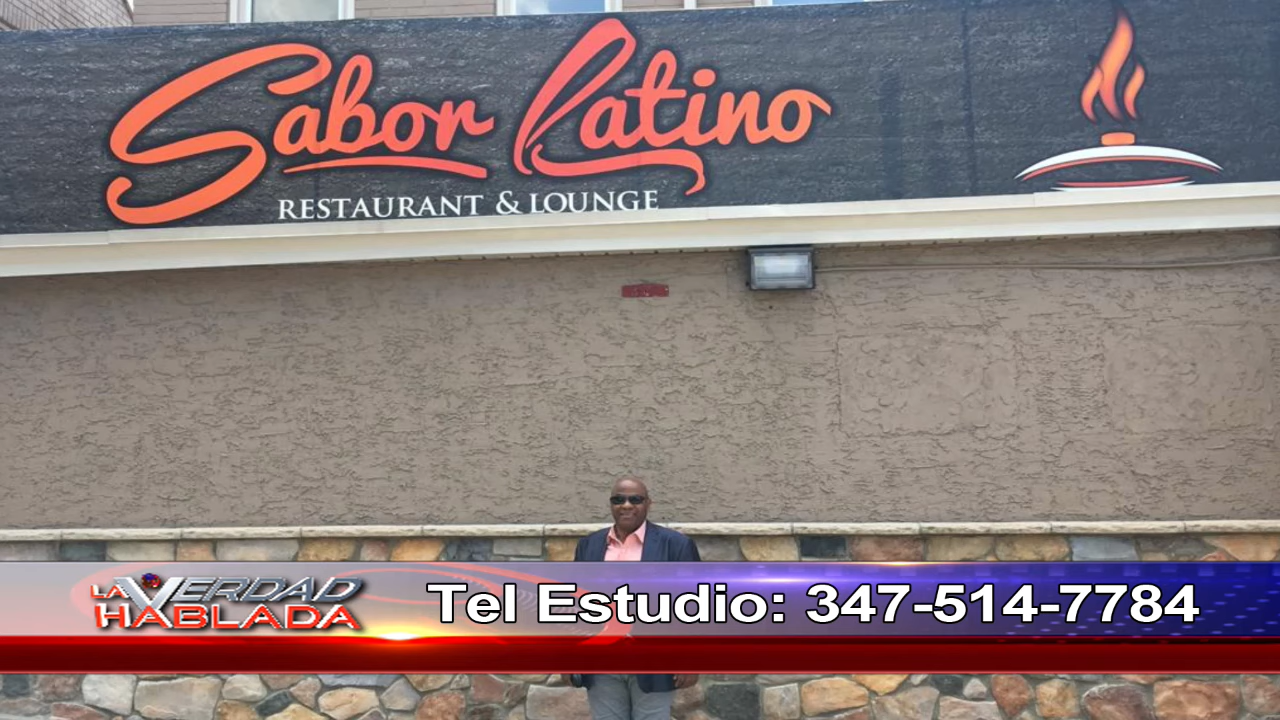 Sabor Latino
RESTAURANT & LOUNGE
LA VERDAD
HABLADA
Tel Estudio: 347-514-7784